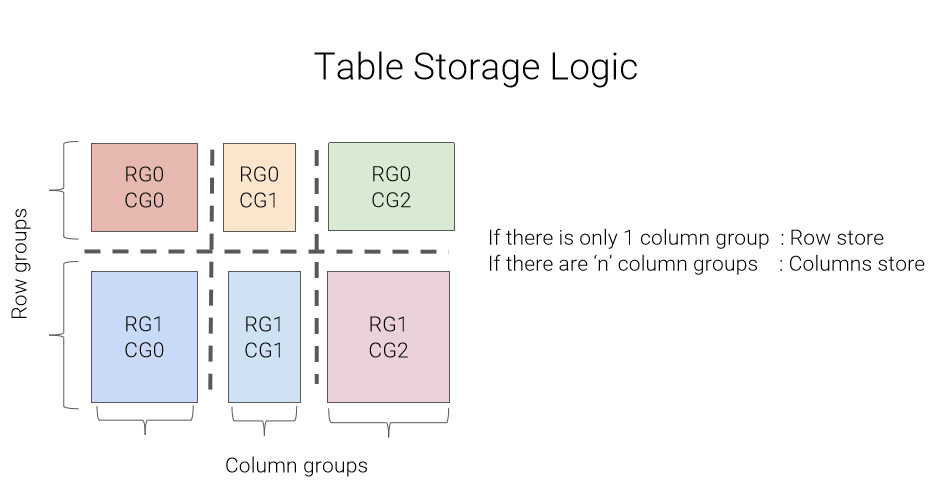 Table Storage Logic
Row groups
RG0
CG0
RG0
CG1
RG0
CG2
If there is only 1 column group : Row store
If there are ‘n’ column groups : Columns store
RG1
CG0
RG1
CG1
RG1
CG2
Column groups